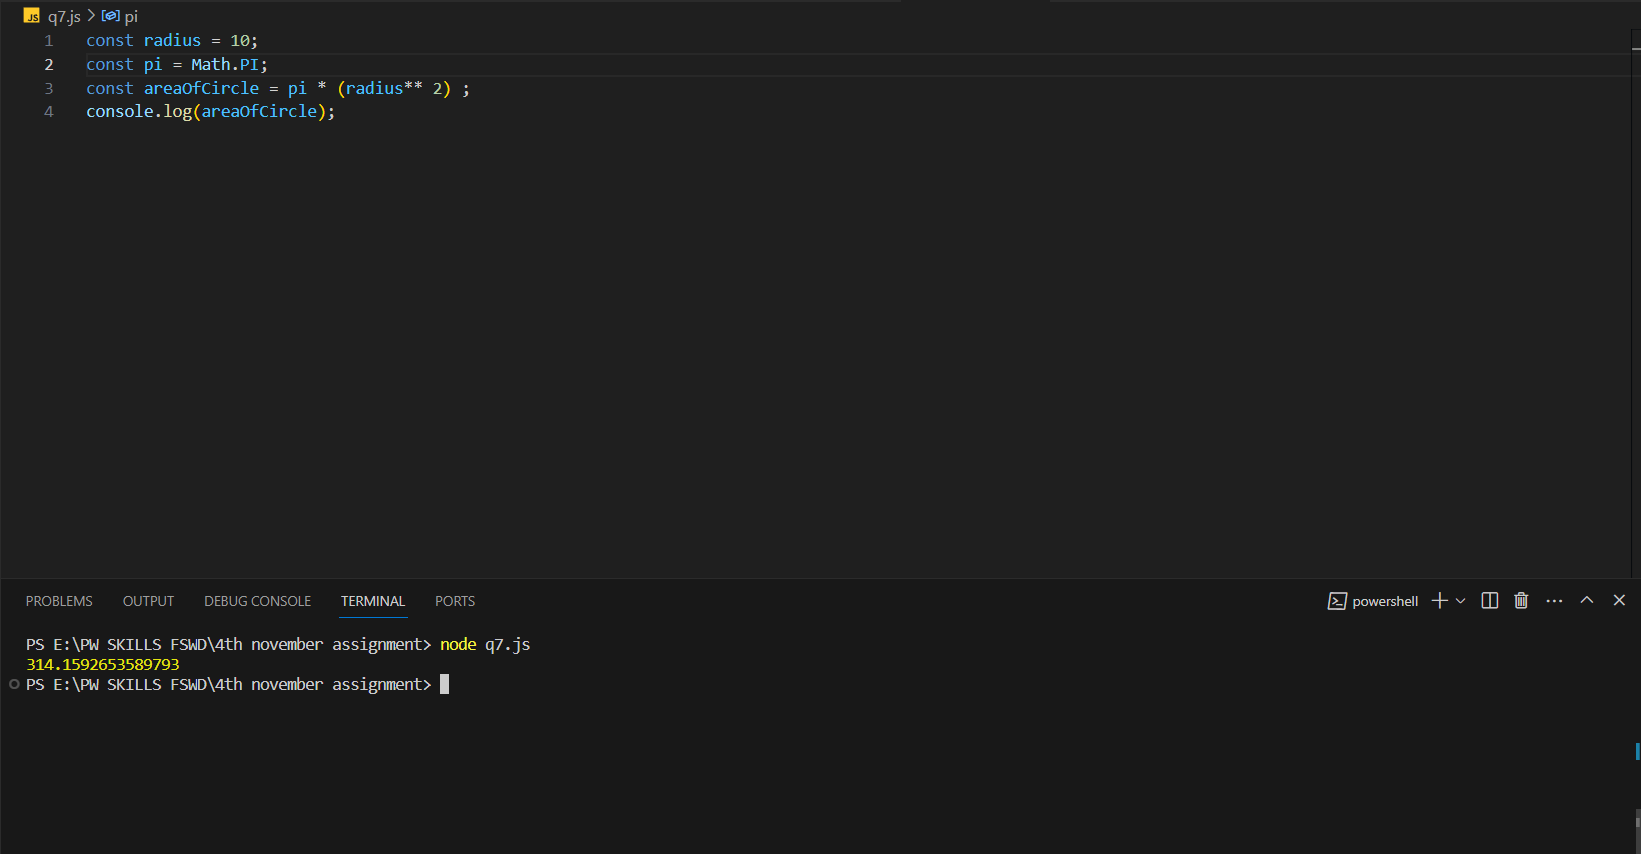 JS q7.js > pi
1 const radius = 10;
2 const pi = Math.PI;
3 const areaOfCircle = pi * (radius** 2) ;
4 console.log(areaOfCircle);
PROBLEMS OUTPUT DEBUG CONSOLE TERMINAL PORTS powershell
PS E:\PW SKILLS FSWD\4th november assignment> node q7.js
314.1592653589793
PS E:\PW SKILLS FSWD\4th november assignment>